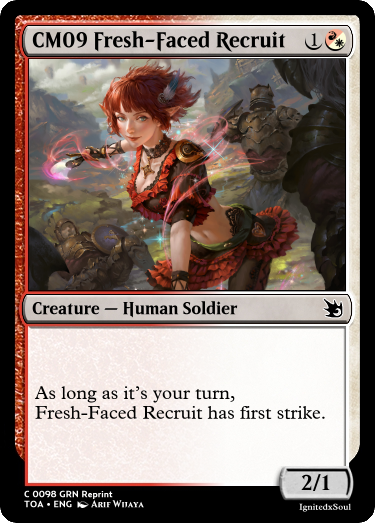 CM09 Fresh-Faced Recruit 1
Creature — Human Soldier
As long as it's your turn,
Fresh-Faced Recruit has first strike.
2/1
C 0098 GRN Reprint
TOA • ENG Arif Wijaya
IgnitedxSoul